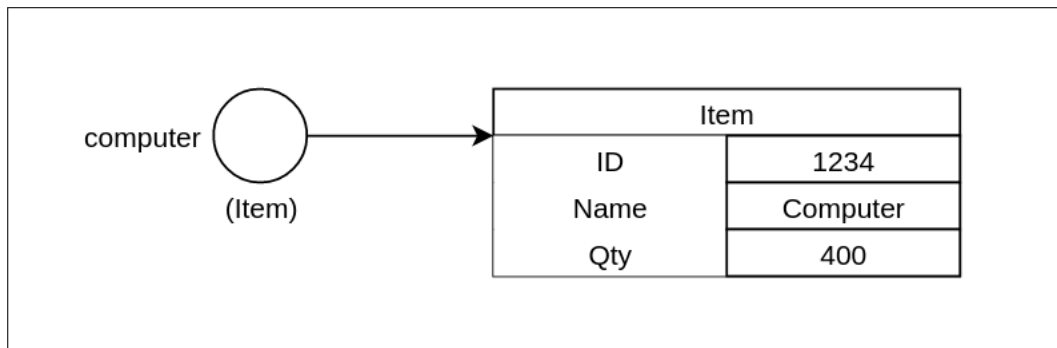 computer
(Item)
Item
ID 1234
Name Computer
Qty 400